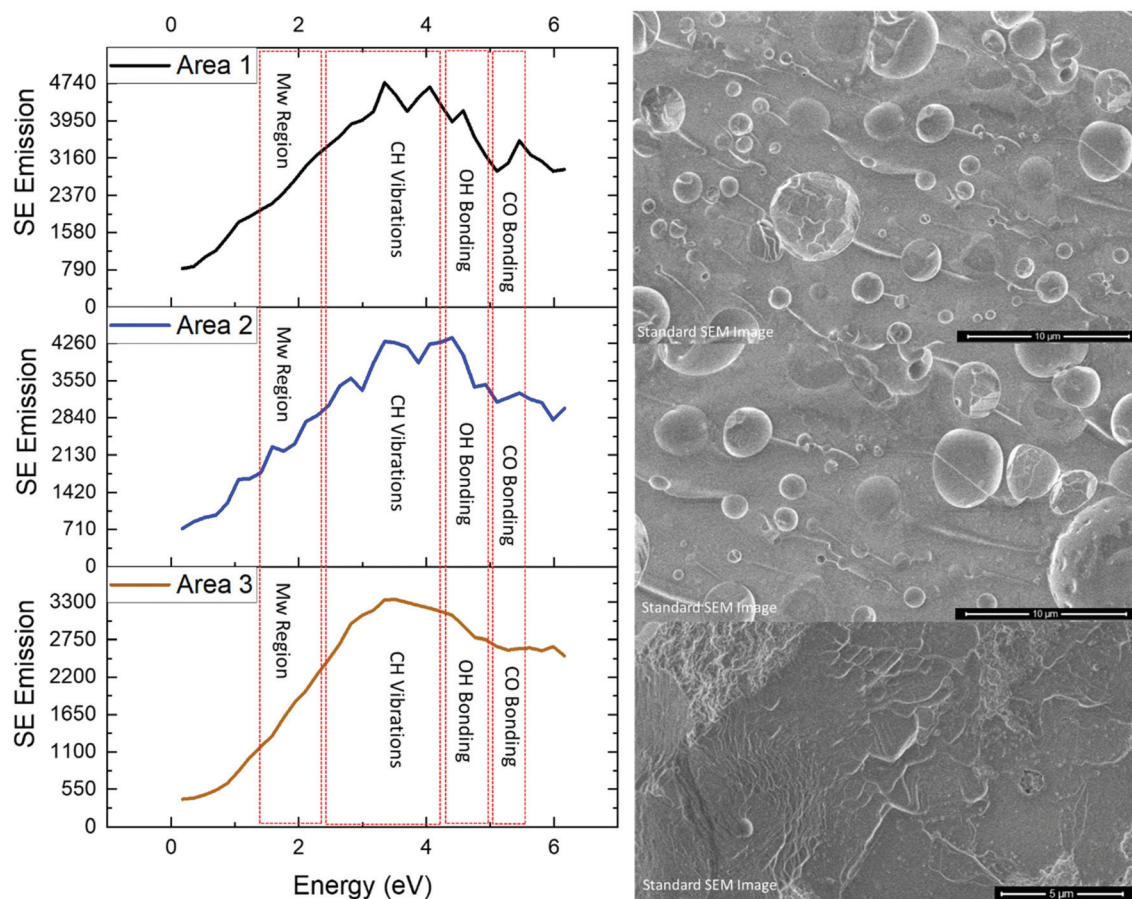 0 2 4 6
Area 1
4740
3950
3160
2370
1580
790
0
SE Emission
Mw Region
CH Vibrations
OH Bonding
CO Bonding
Area 2
4260
3550
2840
2130
1420
710
0
SE Emission
Mw Region
CH Vibrations
OH Bonding
CO Bonding
Area 3
3300
2750
2200
1650
1100
550
0
SE Emission
Mw Region
CH Vibrations
OH Bonding
CO Bonding
0 2 4 6
Energy (eV)
Standard SEM Image
10 µm
Standard SEM Image
10 µm
Standard SEM Image
5 µm